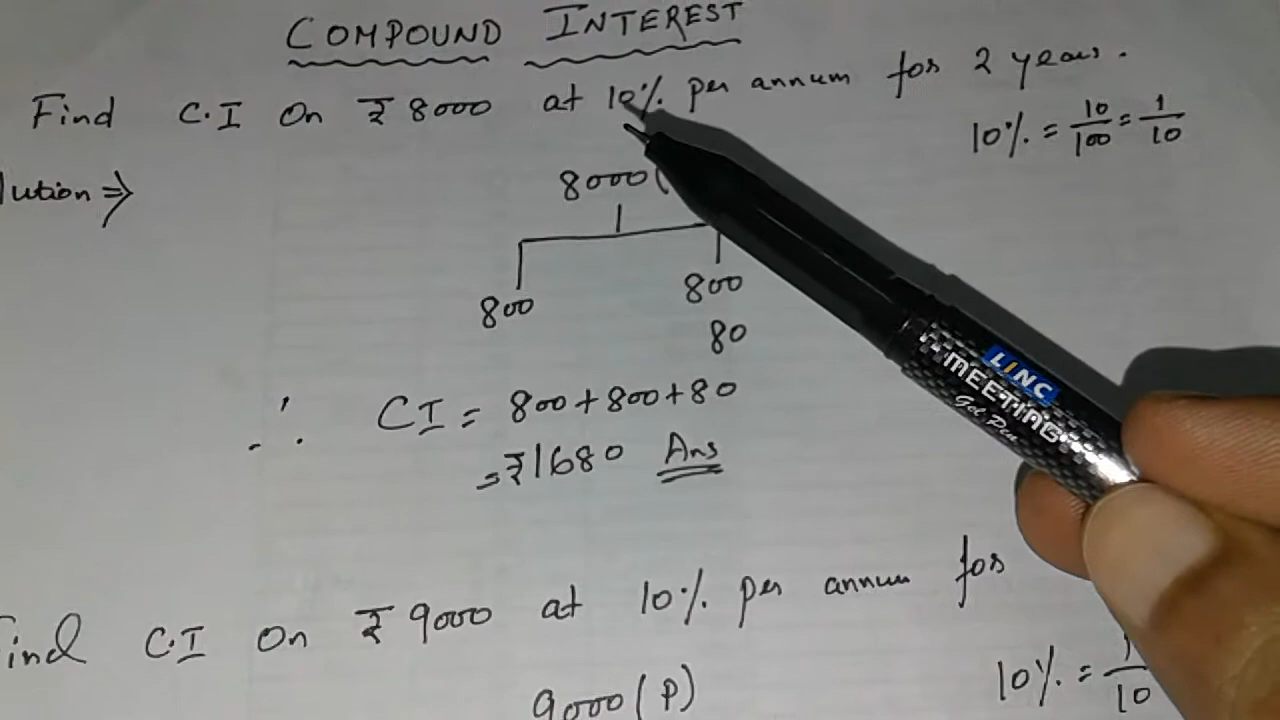 COMPOUND INTEREST
Find C.I On ₹ 8000 at 10% per annum for 2 years.
10% = 10/100 = 1/10
lution ⇒
8000(
800 800
80
∴ CI = 800+800+80
= ₹1680 Ans
LINC
MEETING
Gel Pen
Find C.I On ₹ 9000 at 10% per annum for
10% = 1/10
9000(P)